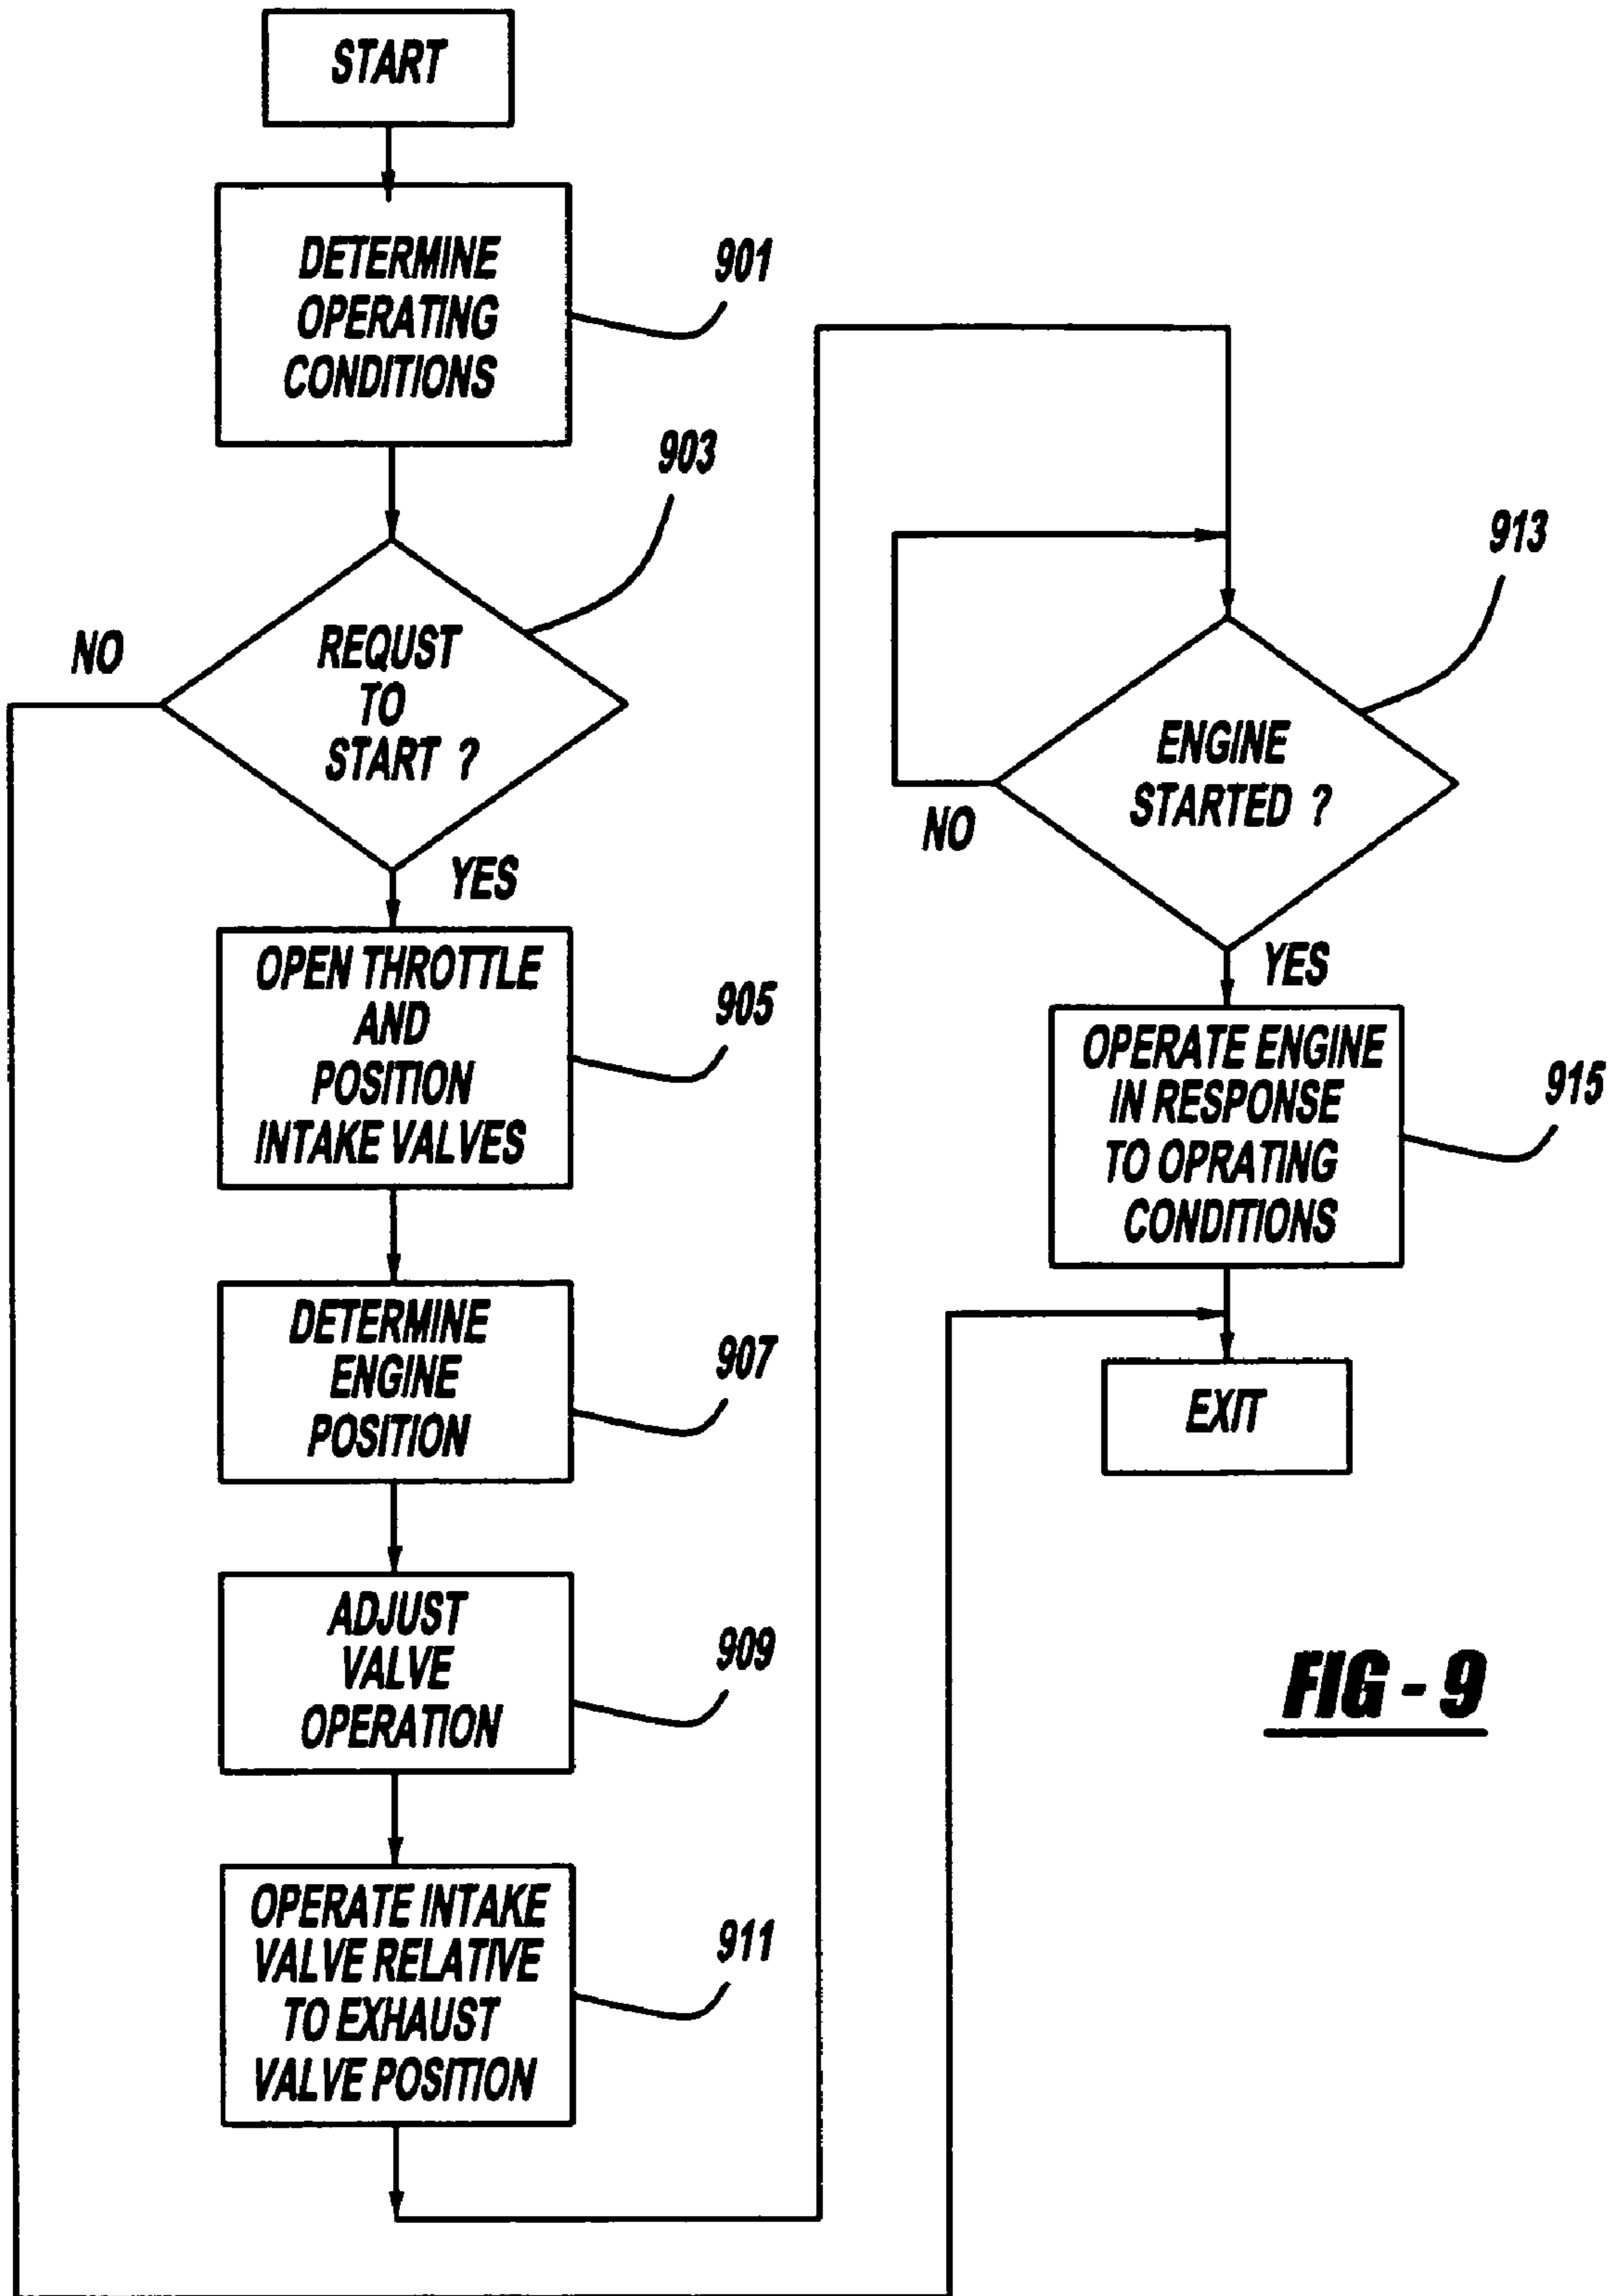 START
DETERMINE
OPERATING
CONDITIONS
901
903
NO
REQUST
TO
START ?
YES
OPEN THROTTLE
AND
POSITION
INTAKE VALVES
905
DETERMINE
ENGINE
POSITION
907
ADJUST
VALVE
OPERATION
909
OPERATE INTAKE
VALVE RELATIVE
TO EXHAUST
VALVE POSITION
911
913
ENGINE
STARTED ?
NO
YES
OPERATE ENGINE
IN RESPONSE
TO OPRATING
CONDITIONS
915
EXIT
FIG - 9